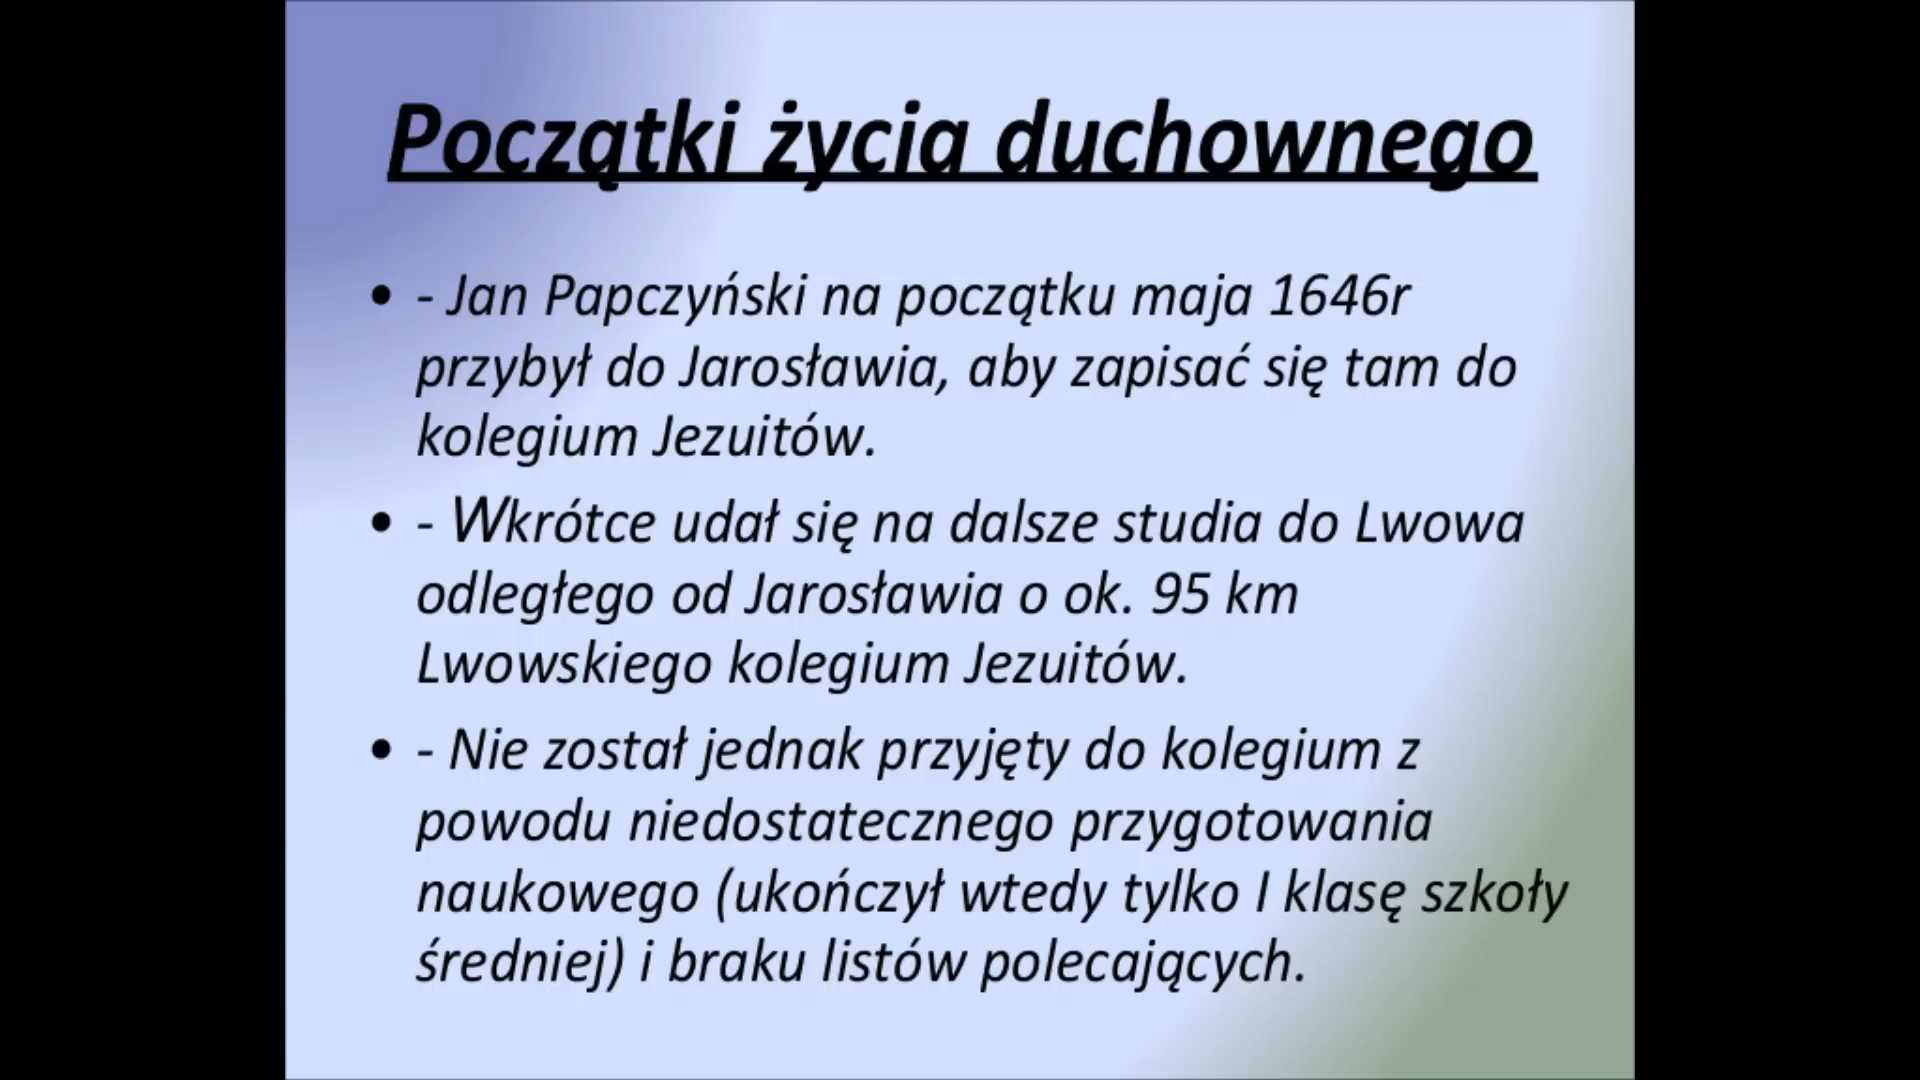 Początki życia duchownego
• - Jan Papczyński na początku maja 1646r
przybył do Jarosławia, aby zapisać się tam do
kolegium Jezuitów.
• - Wkrótce udał się na dalsze studia do Lwowa
odległego od Jarosławia o ok. 95 km
Lwowskiego kolegium Jezuitów.
• - Nie został jednak przyjęty do kolegium z
powodu niedostatecznego przygotowania
naukowego (ukończył wtedy tylko I klasę szkoły
średniej) i braku listów polecających.